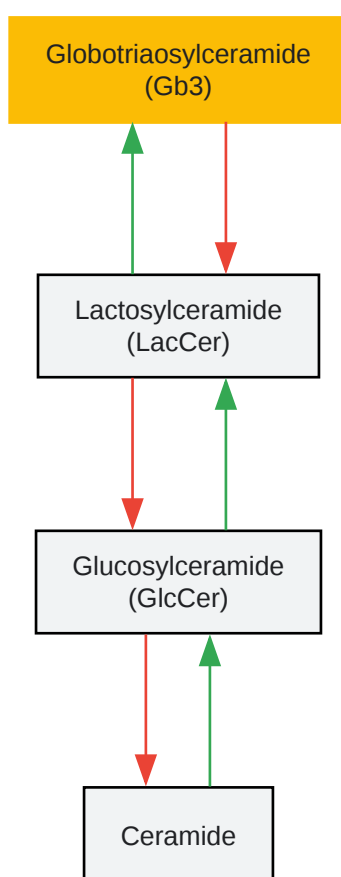 Globotriaosylceramide
(Gb3)
Lactosylceramide
(LacCer)
Glucosylceramide
(GlcCer)
Ceramide